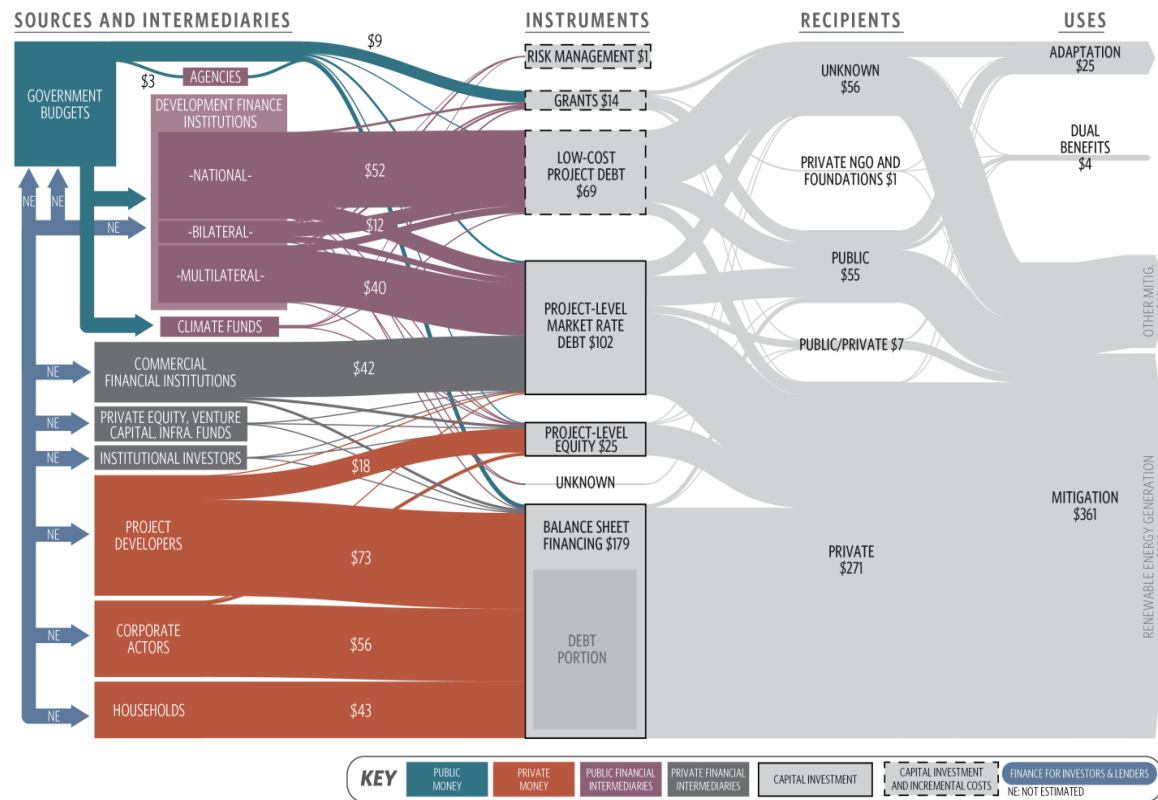 SOURCES AND INTERMEDIARIES
INSTRUMENTS
RECIPIENTS
USES
$9
$3
AGENCIES
GOVERNMENT
BUDGETS
DEVELOPMENT FINANCE
INSTITUTIONS
-NATIONAL-
$52
-BILATERAL-
$12
-MULTILATERAL-
$40
CLIMATE FUNDS
NE
NE
NE
COMMERCIAL
FINANCIAL INSTITUTIONS
$42
NE
PRIVATE EQUITY, VENTURE
CAPITAL, INFRA. FUNDS
NE
INSTITUTIONAL INVESTORS
NE
$18
PROJECT
DEVELOPERS
NE
$73
CORPORATE
ACTORS
NE
$56
HOUSEHOLDS
NE
$43
RISK MANAGEMENT $1
GRANTS $14
LOW-COST
PROJECT DEBT
$69
PROJECT-LEVEL
MARKET RATE
DEBT $102
PROJECT-LEVEL
EQUITY $25
UNKNOWN
BALANCE SHEET
FINANCING $179
DEBT
PORTION
UNKNOWN
$56
PRIVATE NGO AND
FOUNDATIONS $1
PUBLIC
$55
PUBLIC/PRIVATE $7
PRIVATE
$271
ADAPTATION
$25
DUAL
BENEFITS
$4
OTHER MITIG.
MITIGATION
$361
RENEWABLE ENERGY GENERATION
KEY
PUBLIC
MONEY
PRIVATE
MONEY
PUBLIC FINANCIAL
INTERMEDIARIES
PRIVATE FINANCIAL
INTERMEDIARIES
CAPITAL INVESTMENT
CAPITAL INVESTMENT
AND INCREMENTAL COSTS
FINANCE FOR INVESTORS & LENDERS
NE: NOT ESTIMATED